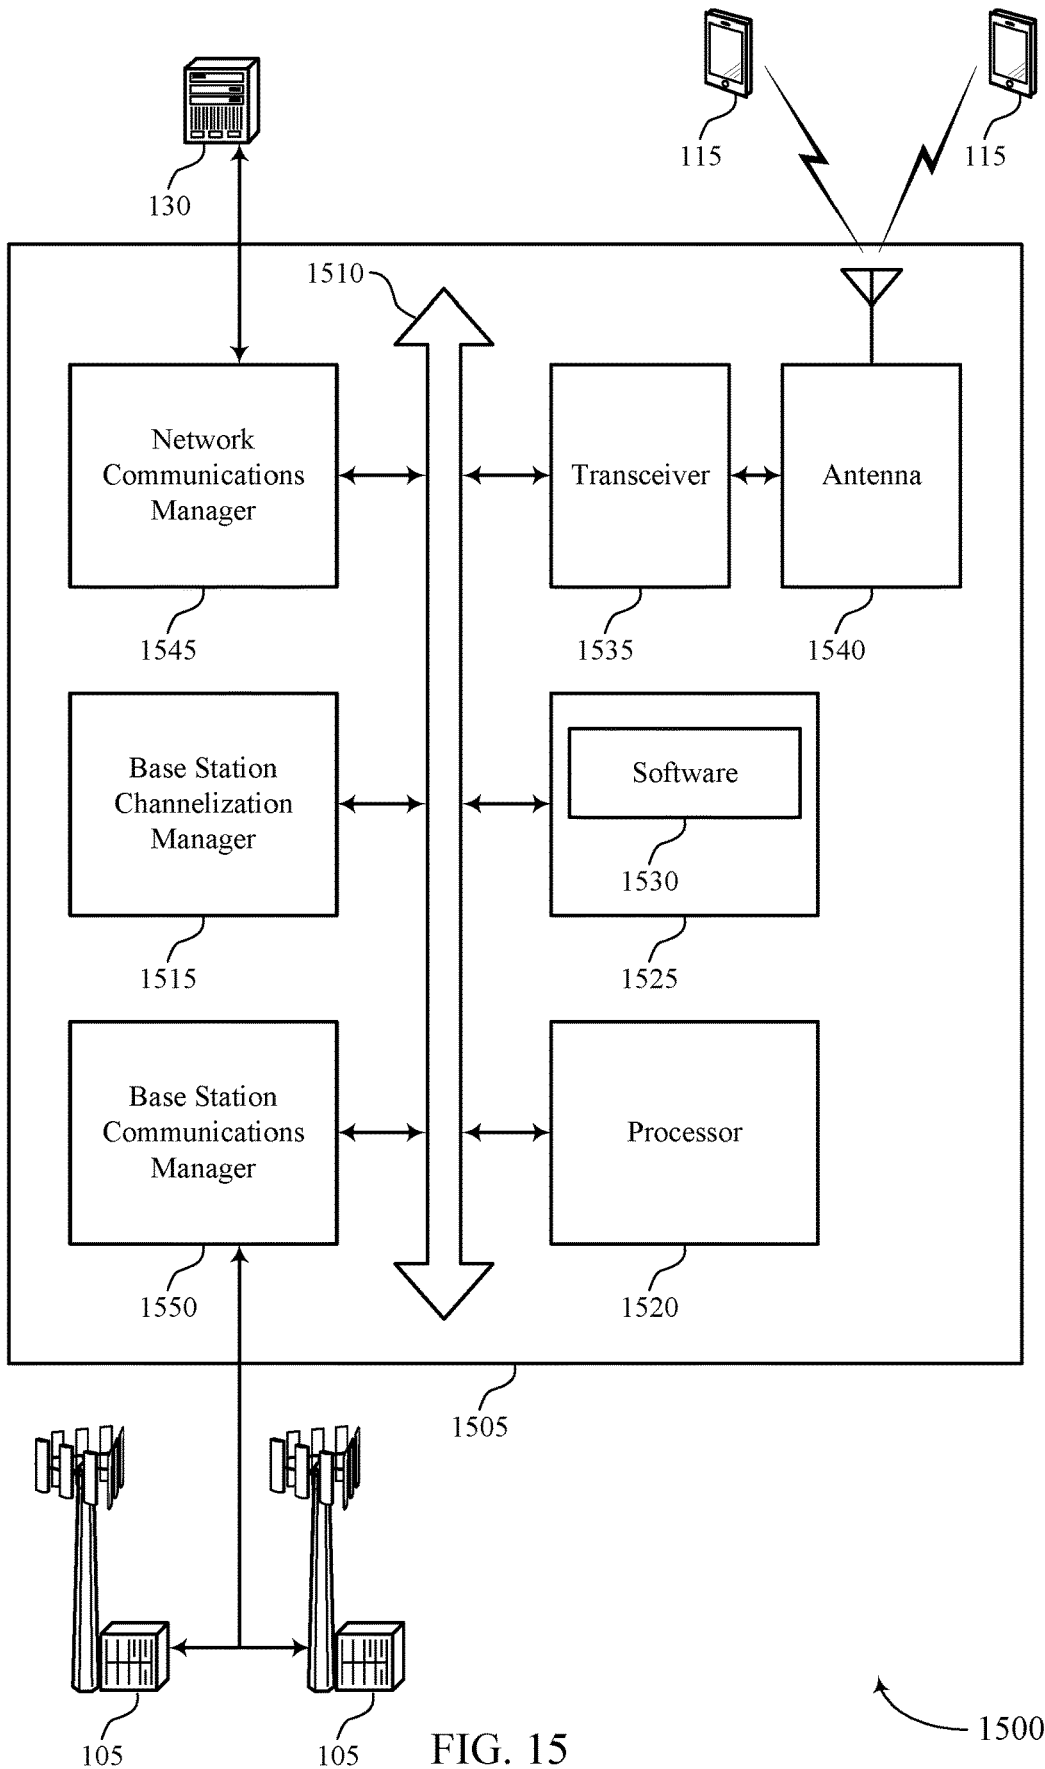 115
115
130
1510
Network
Communications
Manager
Transceiver
Antenna
1545
1535
1540
Base Station
Channelization
Manager
Software
1530
1515
1525
Base Station
Communications
Manager
Processor
1550
1520
1505
105
105
FIG. 15
1500